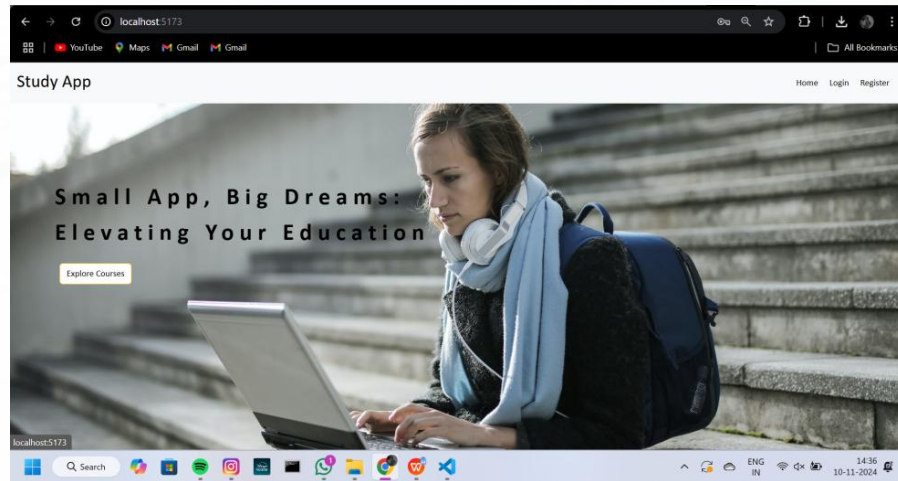 localhost:5173
YouTube
Maps
Gmail
Gmail
All Bookmarks
Study App
Home
Login
Register
Small App, Big Dreams:
Elevating Your Education
Explore Courses
localhost:5173
Search
ENG
IN
14:36
10-11-2024